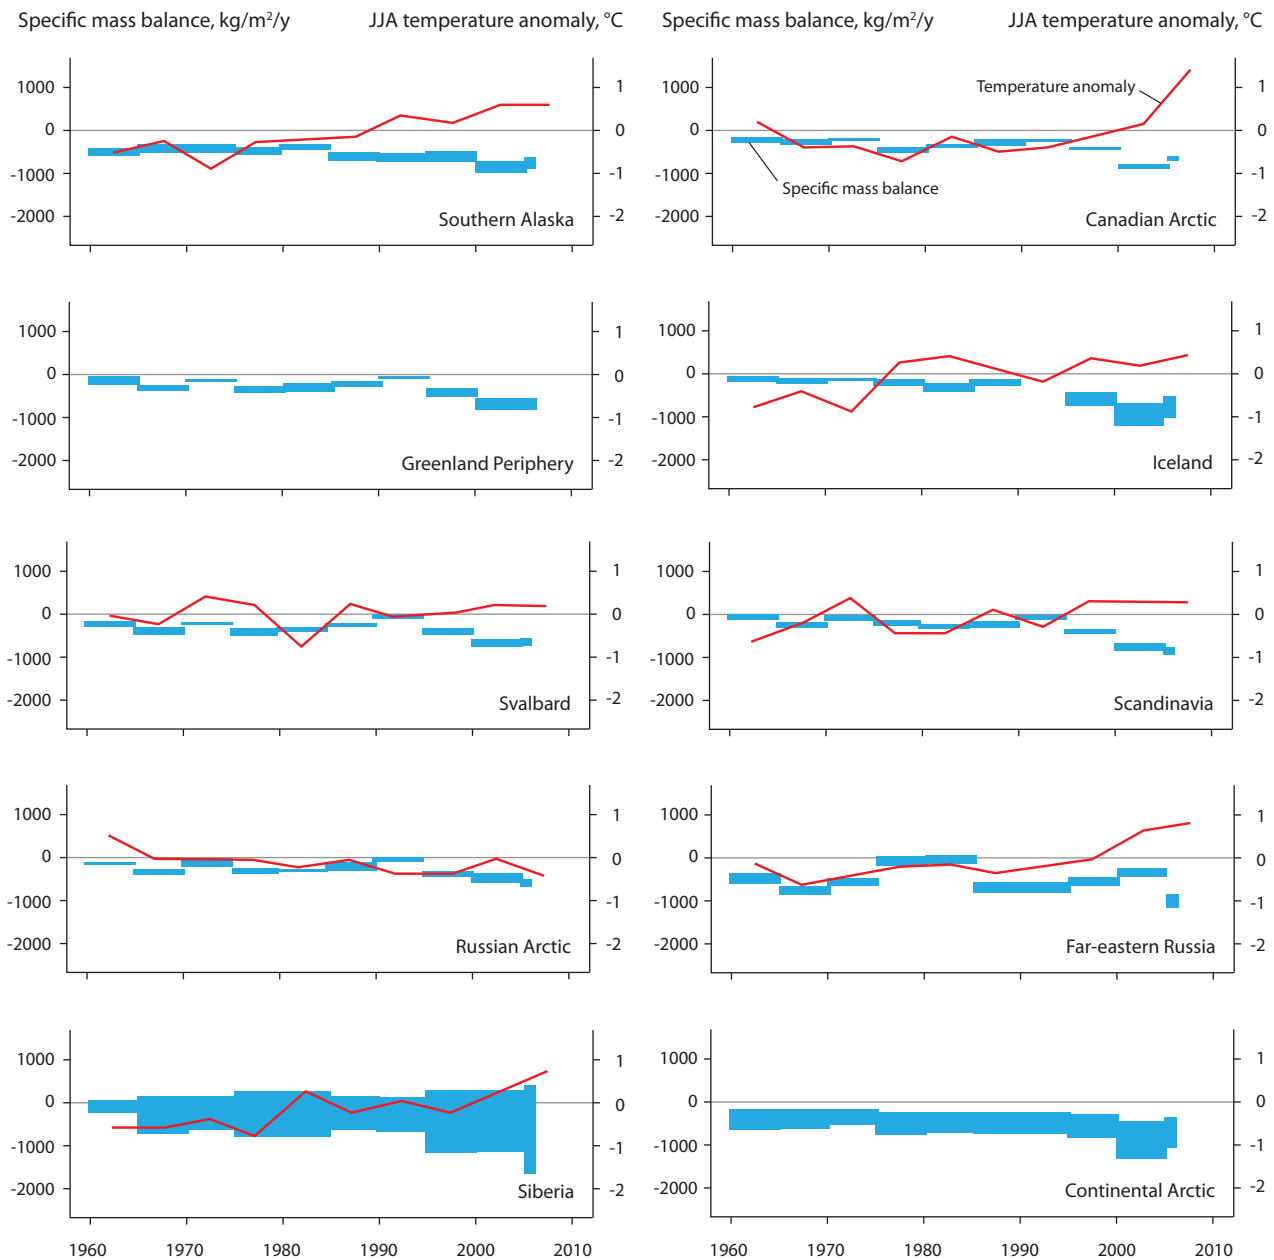 Specific mass balance, kg/m²/y JJA temperature anomaly, °C Specific mass balance, kg/m²/y JJA temperature anomaly, °C
1000 1 1000 1
Temperature anomaly
0 0 0 0
-1000 -1 -1000 -1
Specific mass balance
-2000 -2 -2000 -2
Southern Alaska Canadian Arctic
1000 1 1000 1
0 0 0 0
-1000 -1 -1000 -1
-2000 -2 -2000 -2
Greenland Periphery Iceland
1000 1 1000 1
0 0 0 0
-1000 -1 -1000 -1
-2000 -2 -2000 -2
Svalbard Scandinavia
1000 1 1000 1
0 0 0 0
-1000 -1 -1000 -1
-2000 -2 -2000 -2
Russian Arctic Far-eastern Russia
1000 1 1000 1
0 0 0 0
-1000 -1 -1000 -1
-2000 -2 -2000 -2
Siberia Continental Arctic
1960 1970 1980 1990 2000 2010 1960 1970 1980 1990 2000 2010